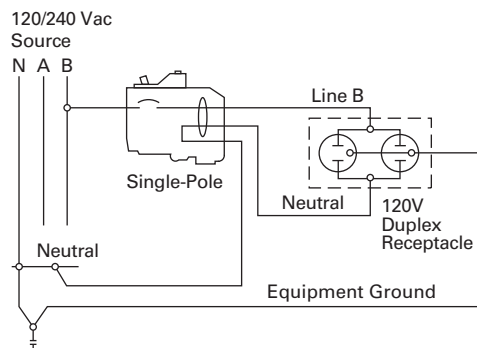 120/240 Vac
Source
N A B
Line B
Single-Pole
Neutral
120V
Duplex
Receptacle
Neutral
Equipment Ground